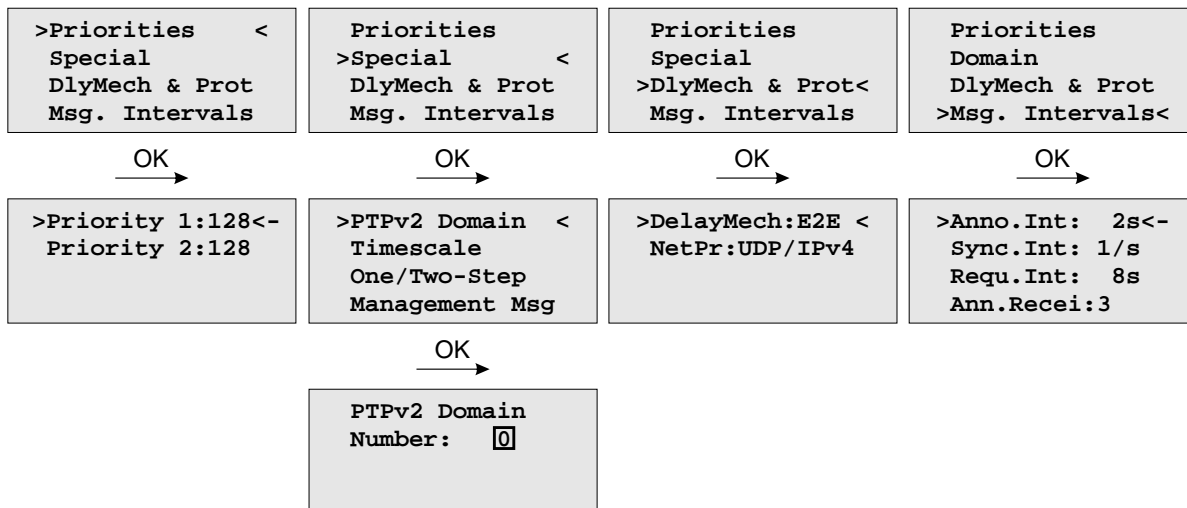 >Priorities    <
Special
DlyMech & Prot
Msg. Intervals
Priorities
>Special       <
DlyMech & Prot
Msg. Intervals
Priorities
Special
>DlyMech & Prot<
Msg. Intervals
Priorities
Domain
DlyMech & Prot
>Msg. Intervals<
OK
OK
OK
OK
>Priority 1:128<-
Priority 2:128
>PTPv2 Domain  <
Timescale
One/Two-Step
Management Msg
>DelayMech:E2E <
NetPr:UDP/IPv4
>Anno.Int:  2s<-
Sync.Int: 1/s
Requ.Int:  8s
Ann.Recei:3
OK
PTPv2 Domain
Number:   0